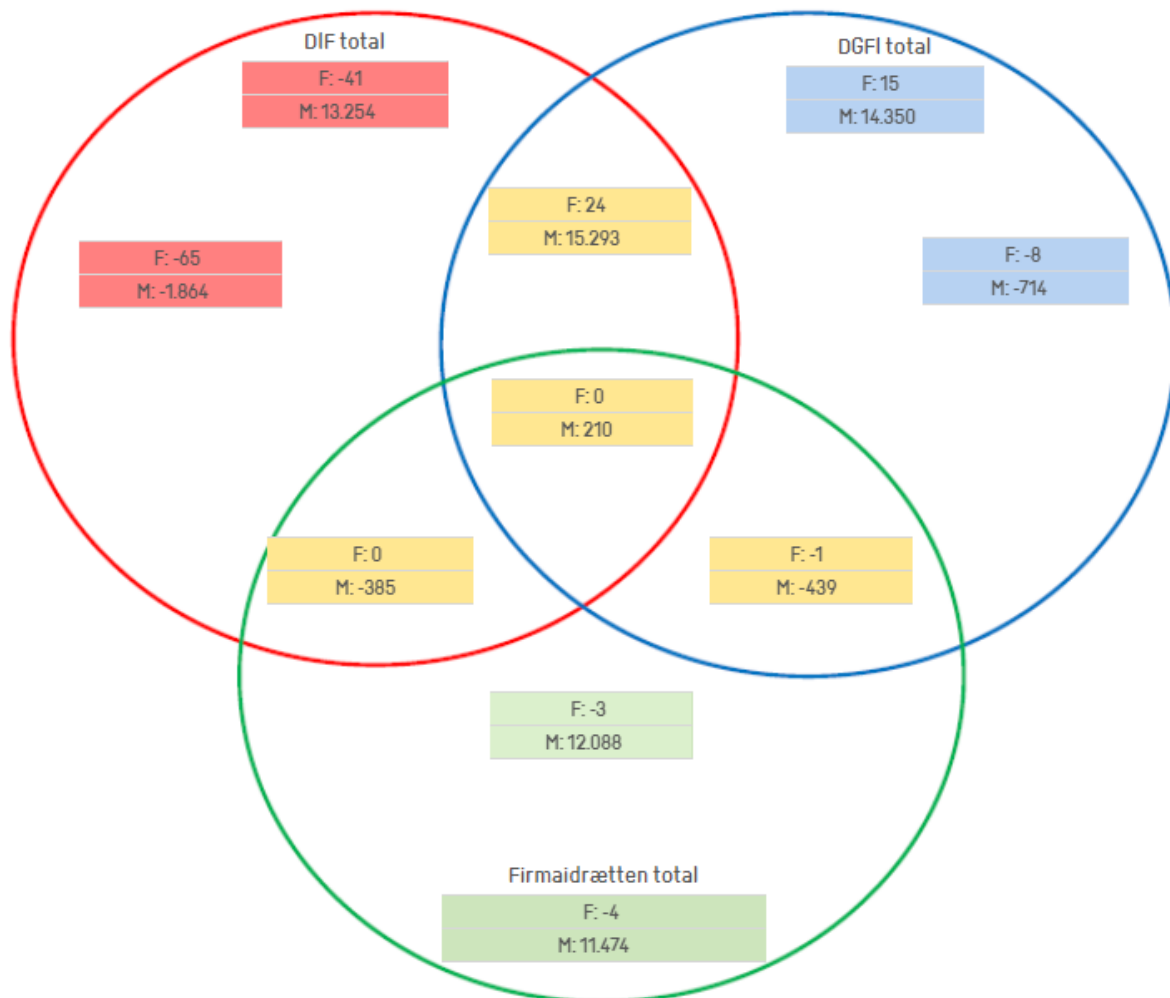 DIF total
F: -41
M: 13.254
DGFI total
F: 15
M: 14.350
F: 24
M: 15.293
F: -65
M: -1.864
F: -8
M: -714
F: 0
M: 210
F: 0
M: -385
F: -1
M: -439
F: -3
M: 12.088
Firmaidrætten total
F: -4
M: 11.474